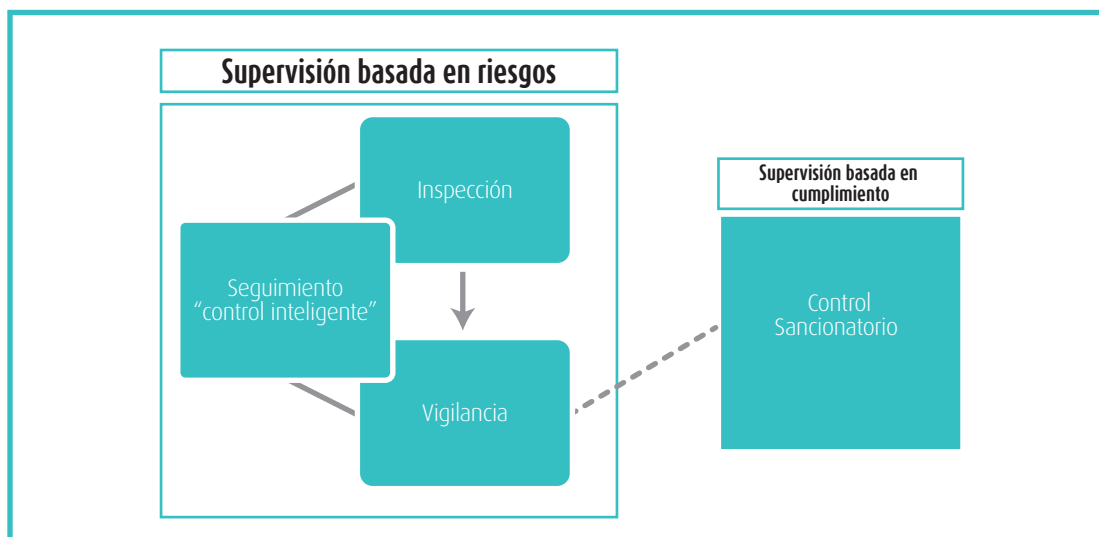 Supervisión basada en riesgos
Inspección
Seguimiento
“control inteligente”
Vigilancia
Supervisión basada en
cumplimiento
Control
Sancionatorio